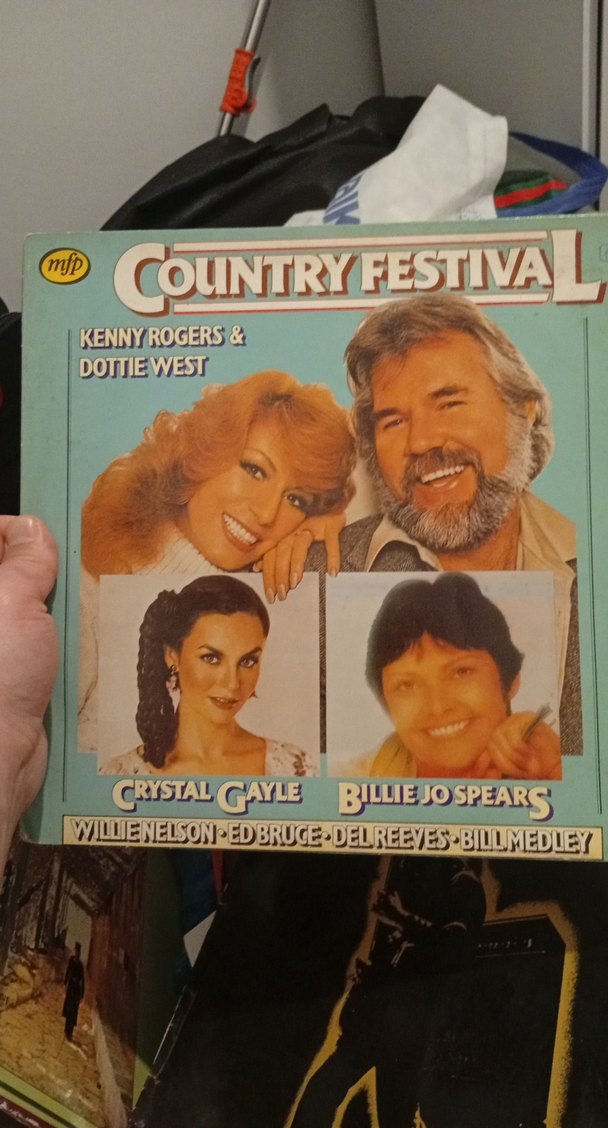 mfp
COUNTRY FESTIVAL
KENNY ROGERS &
DOTTIE WEST
CRYSTAL GAYLE
BILLIE JO SPEARS
WILLIE NELSON • ED BRUCE • DEL REEVES • BILL MEDLEY